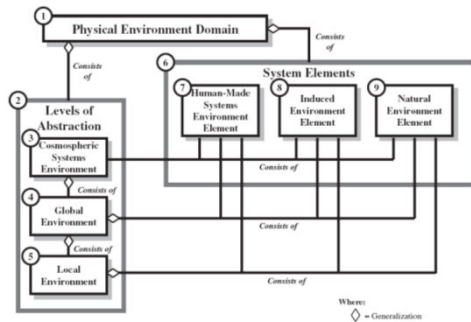 1
Physical Environment Domain
Consists
of
Consists
of
6
System Elements
2
Levels of
Abstraction
7
Human-Made
Systems
Environment
Element
8
Induced
Environment
Element
9
Natural
Environment
Element
3
Cosmospheric
Systems
Environment
Consists of
Consists of
4
Global
Environment
Consists of
Consists of
5
Local
Environment
Consists of
Where:
= Generalization